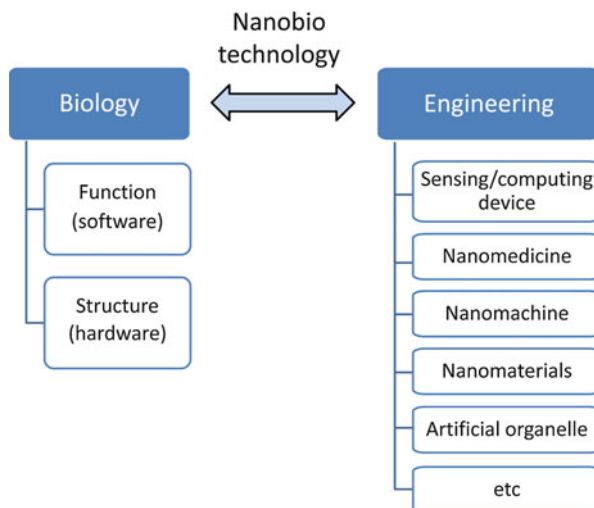 Nanobio
technology
Biology
Engineering
Function
(software)
Structure
(hardware)
Sensing/computing
device
Nanomedicine
Nanomachine
Nanomaterials
Artificial organelle
etc